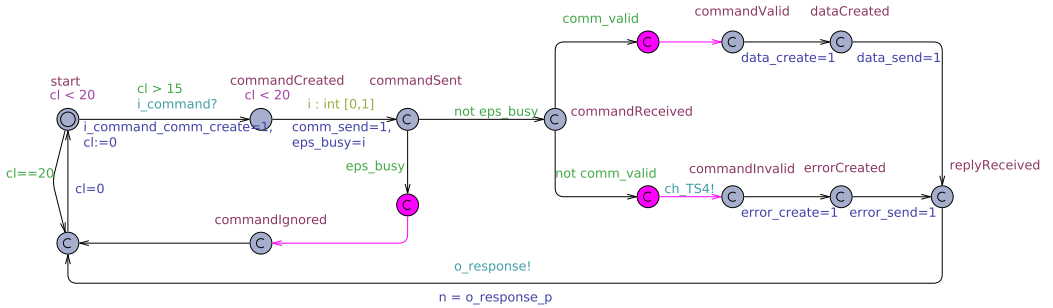 comm_valid
commandValid
dataCreated
C
C
C
data_create=1
data_send=1
start
cl < 20
cl > 15
i_command?
commandCreated
cl < 20
commandSent
i : int [0,1]
not eps_busy
commandReceived
C
C
i_command_comm_create=1,
cl:=0
comm_send=1,
eps_busy=i
cl==20
cl=0
eps_busy
not comm_valid
commandInvalid
errorCreated
replyReceived
ch_TS4!
C
C
C
C
C
error_create=1
error_send=1
commandIgnored
C
C
o_response!
n = o_response_p